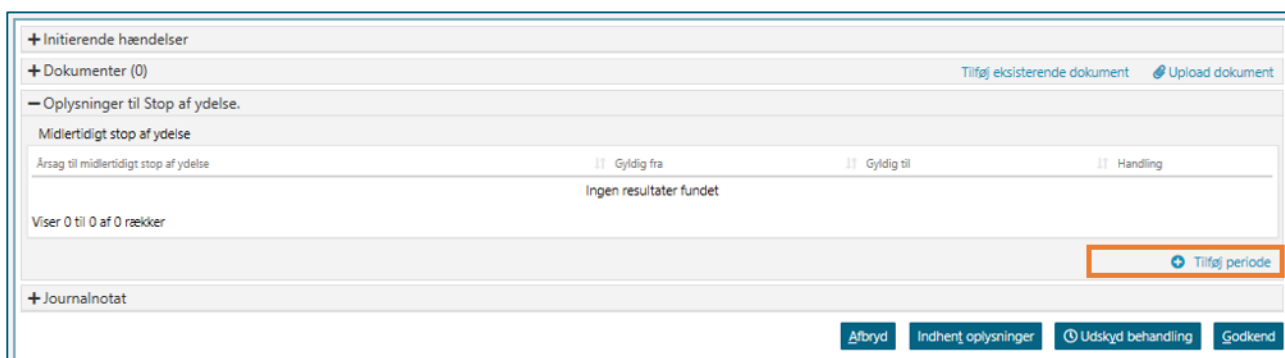 Initierende hændelser
Dokumenter (0) Tilføj eksisterende dokument Upload dokument
Oplysninger til Stop af ydelse.
Midlertidigt stop af ydelse
Årsag til midlertidigt stop af ydelse Gyldig fra Gyldig til Handling
Ingen resultater fundet
Viser 0 til 0 af 0 rækker
Tilføj periode
Journalnotat
Afbryd Indhent oplysninger Udskyd behandling Godkend